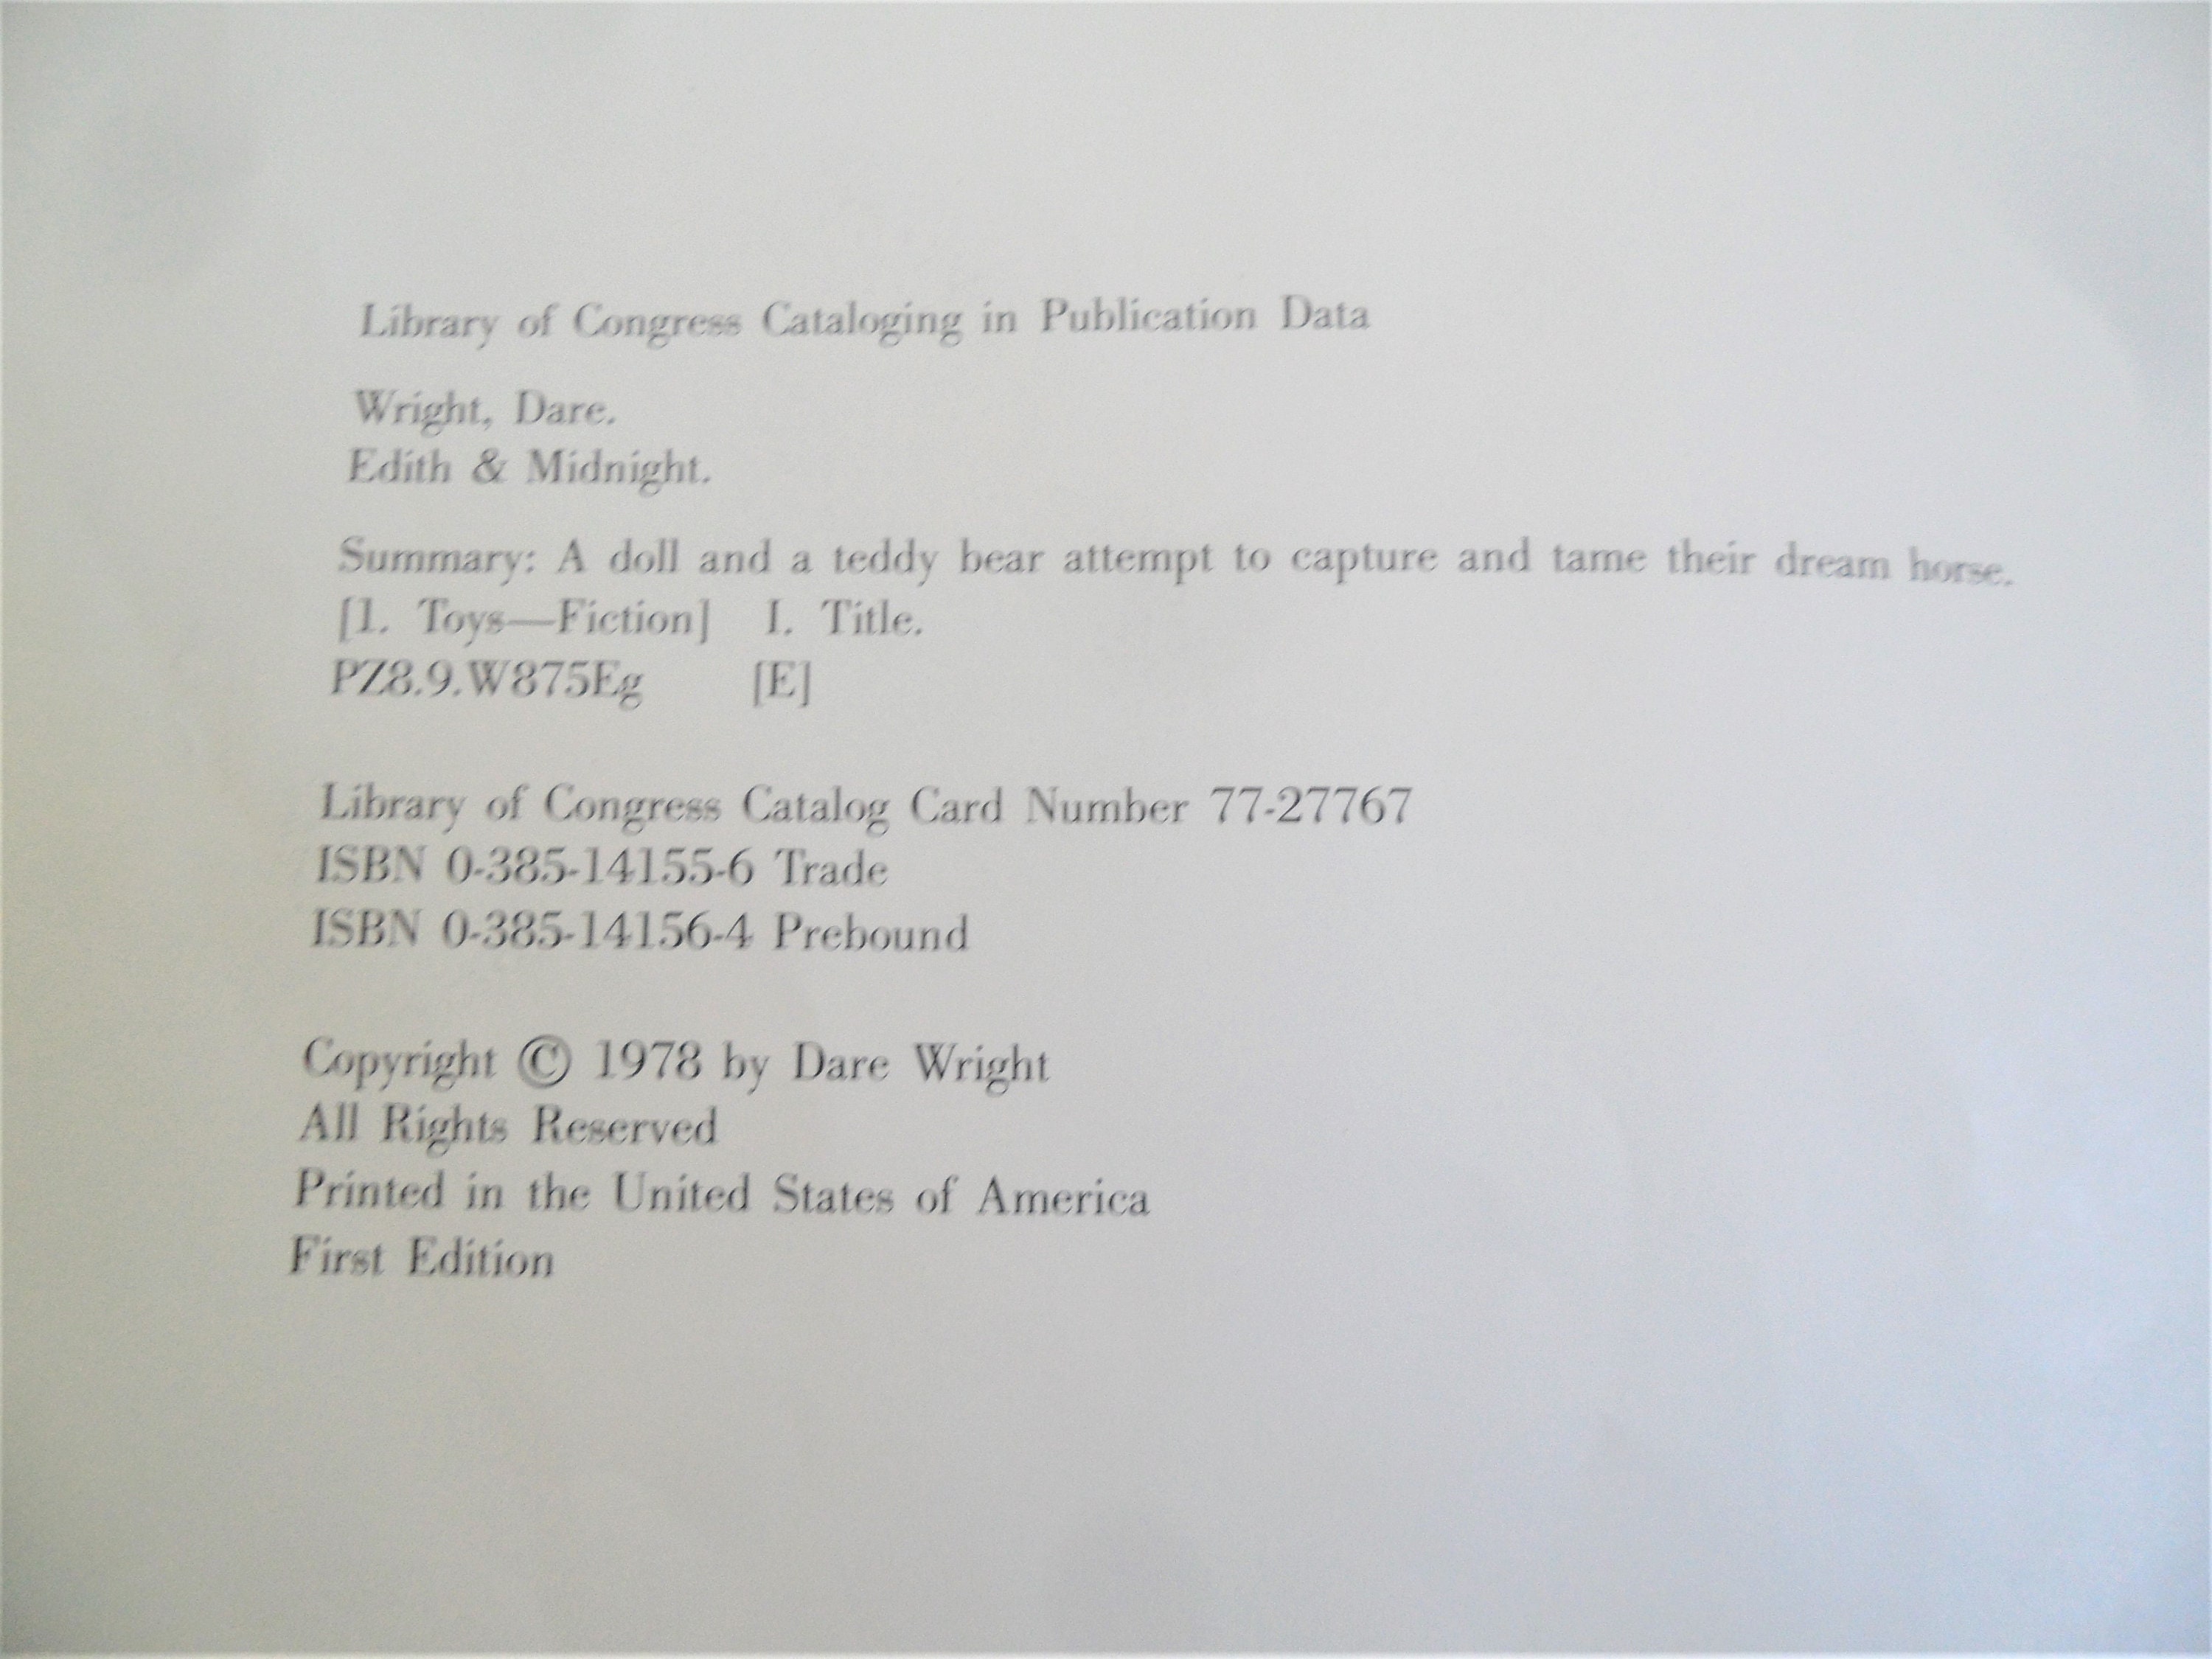 Library of Congress Cataloging in Publication Data
Wright, Dare.
Edith & Midnight.
Summary: A doll and a teddy bear attempt to capture and tame their dream horse.
[1. Toys—Fiction] I. Title.
PZ8.9.W875Eg [E]
Library of Congress Catalog Card Number 77-27767
ISBN 0-385-14155-6 Trade
ISBN 0-385-14156-4 Prebound
Copyright © 1978 by Dare Wright
All Rights Reserved
Printed in the United States of America
First Edition